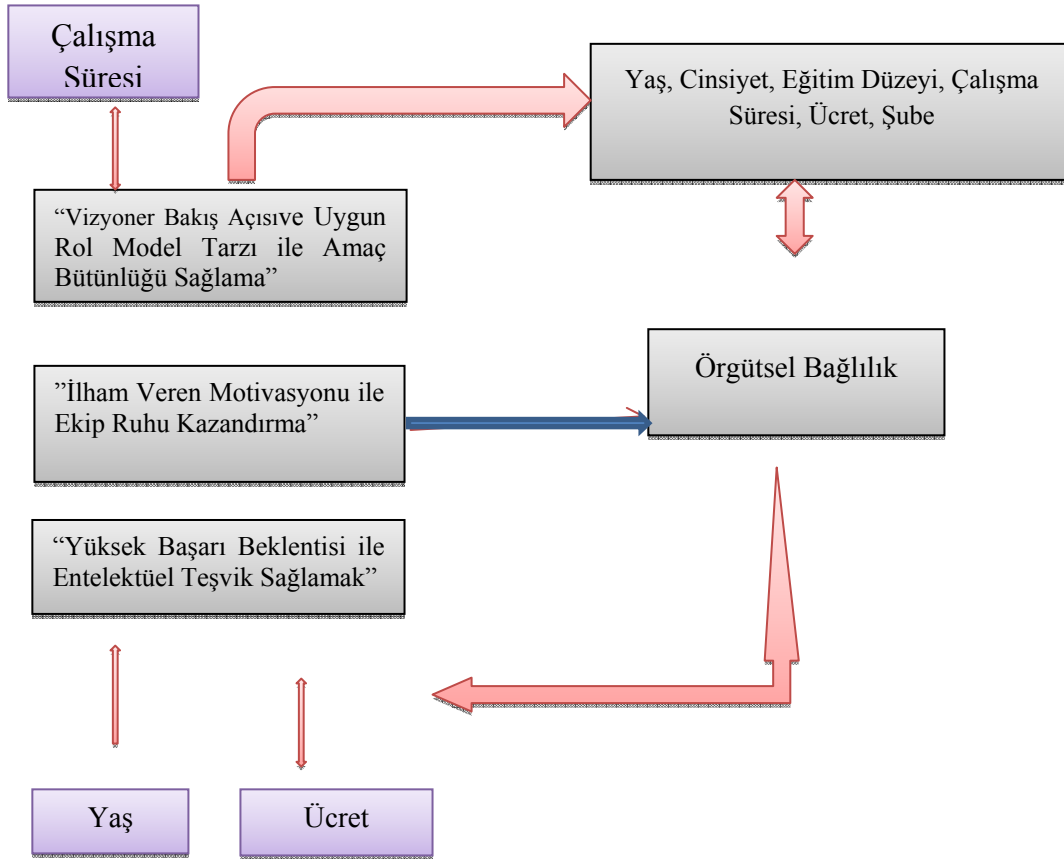 Çalışma
Süresi
Yaş, Cinsiyet, Eğitim Düzeyi, Çalışma
Süresi, Ücret, Şube
“Vizyoner Bakış Açısıve Uygun
Rol Model Tarzı ile Amaç
Bütünlüğü Sağlama”
”İlham Veren Motivasyonu ile
Ekip Ruhu Kazandırma”
Örgütsel Bağlılık
“Yüksek Başarı Beklentisi ile
Entelektüel Teşvik Sağlamak”
Yaş
Ücret